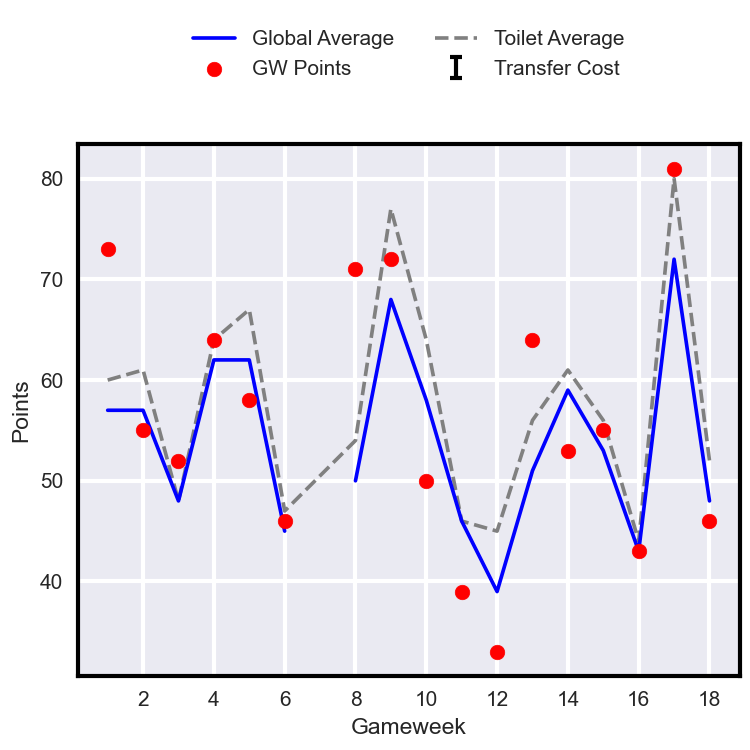 Global Average
Toilet Average
GW Points
Transfer Cost
80
70
60
50
40
Points
2 4 6 8 10 12 14 16 18
Gameweek